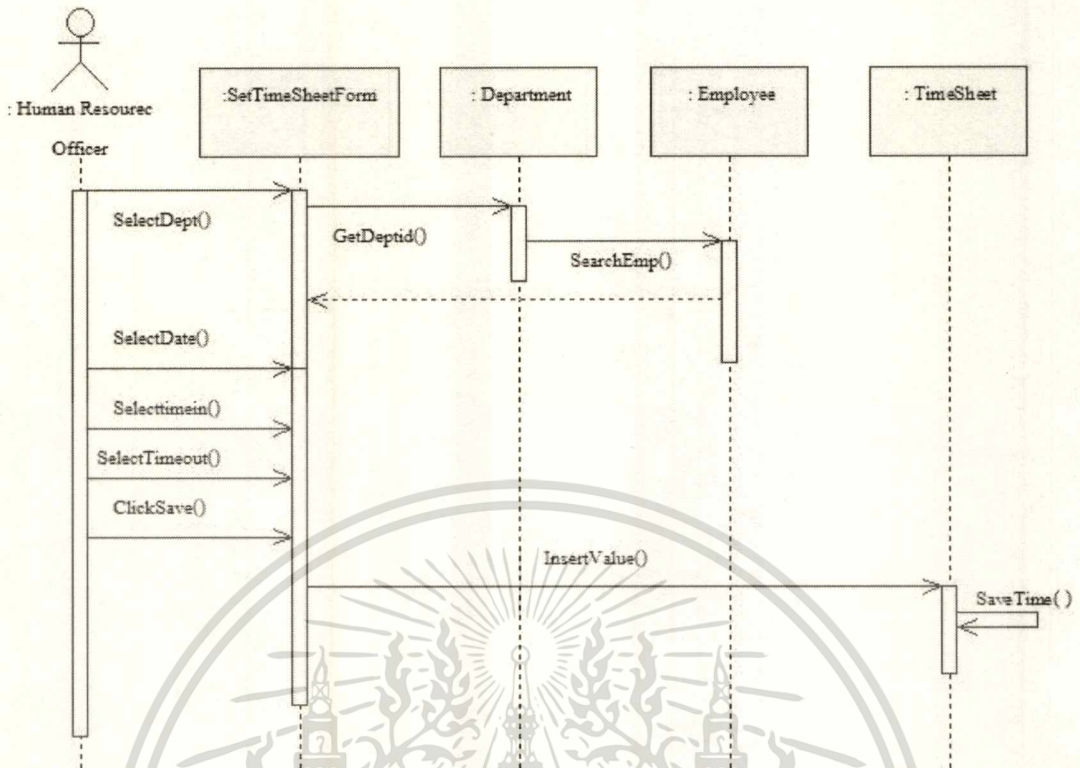 : Human Resourec
Officer
:SetTimeSheetForm
: Department
: Employee
: TimeSheet
SelectDept()
GetDeptid()
SearchEmp()
SelectDate()
Selecttimein()
SelectTimeout()
ClickSave()
InsertValue()
SaveTime( )